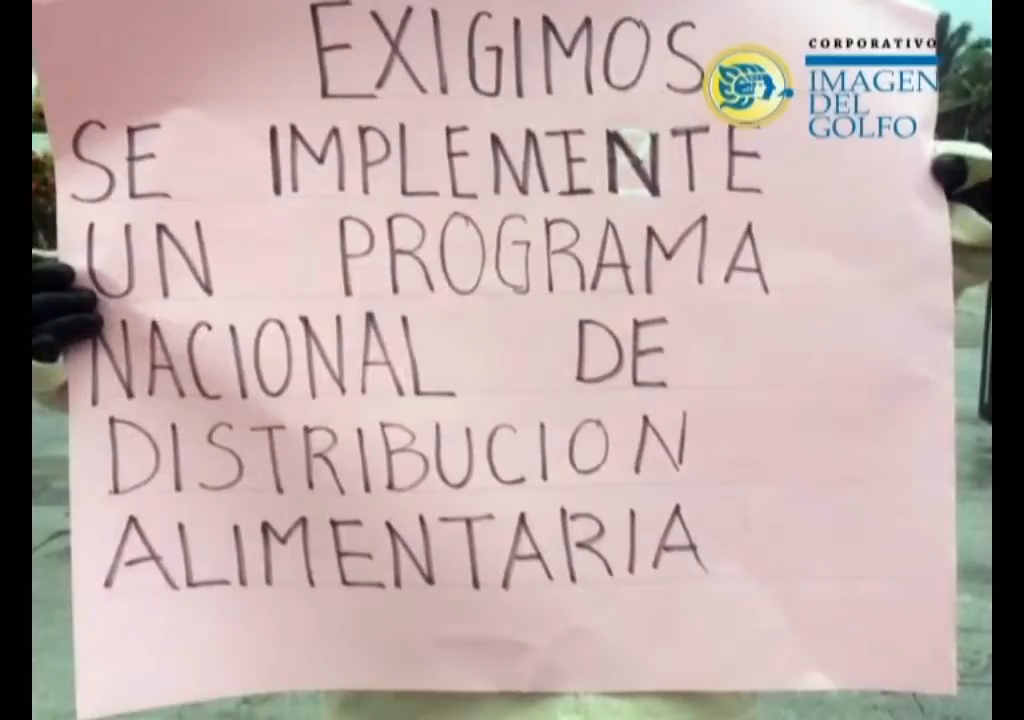 EXIGIMOS
SE IMPLEMENTE
UN PROGRAMA
NACIONAL DE
DISTRIBUCION
ALIMENTARIA
CORPORATIVO
IMAGEN
DEL
GOLFO